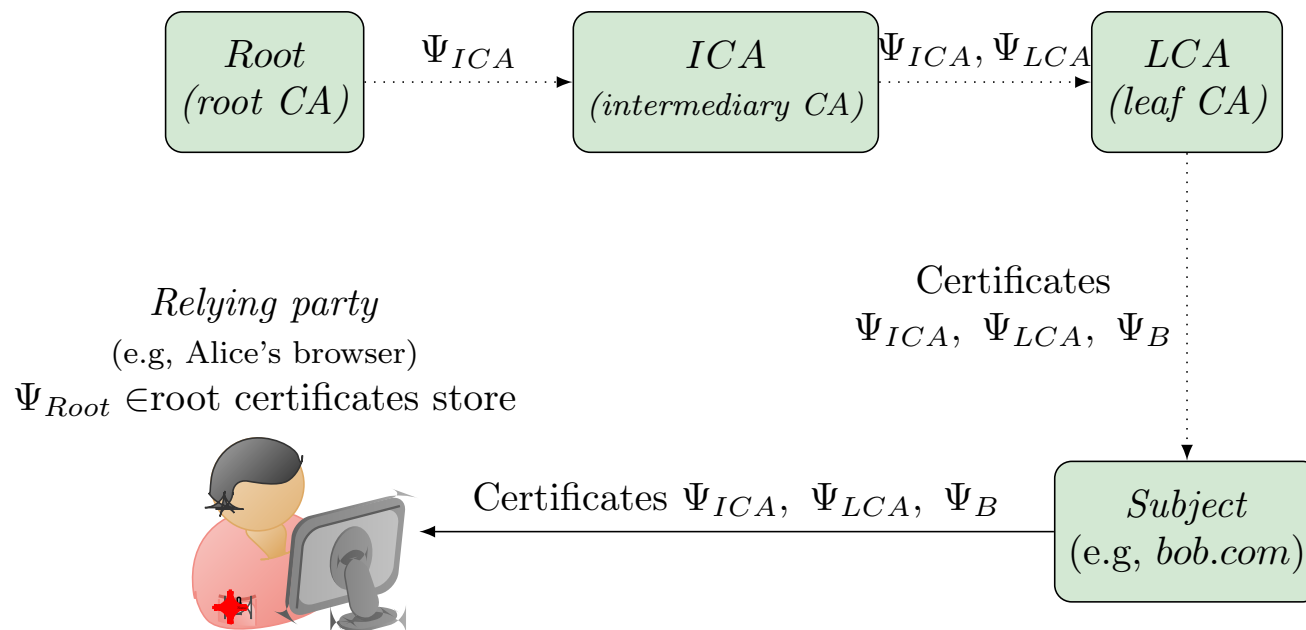 Root
(root CA)
Ψ_{ICA}
ICA
(intermediary CA)
Ψ_{ICA}, Ψ_{LCA}
LCA
(leaf CA)
Certificates
Ψ_{ICA}, Ψ_{LCA}, Ψ_B
Relying party
(e.g, Alice's browser)
Ψ_{Root} ∈root certificates store
Certificates Ψ_{ICA}, Ψ_{LCA}, Ψ_B
Subject
(e.g, bob.com)